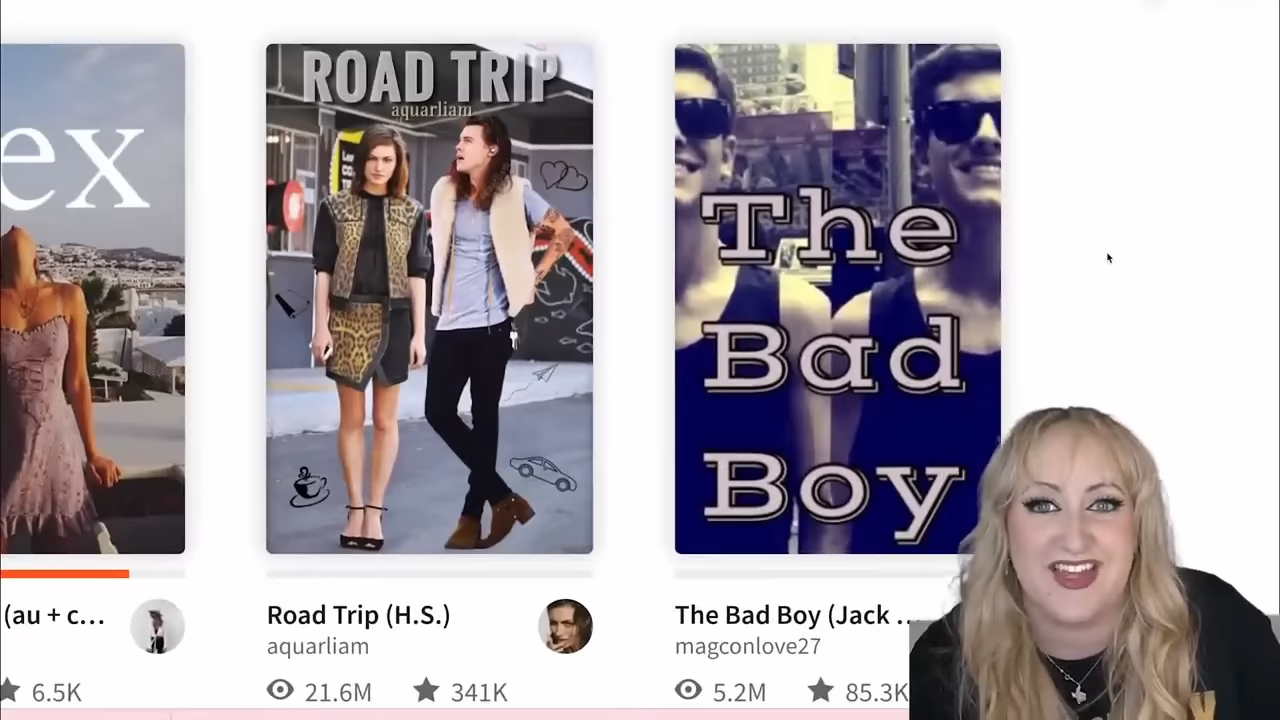 ex
ROAD TRIP
aquarliam
The
Bad
Boy
(au + c...
Road Trip (H.S.)
aquarliam
The Bad Boy (Jack ...
magconlove27
6.5K
21.6M
341K
5.2M
85.3K